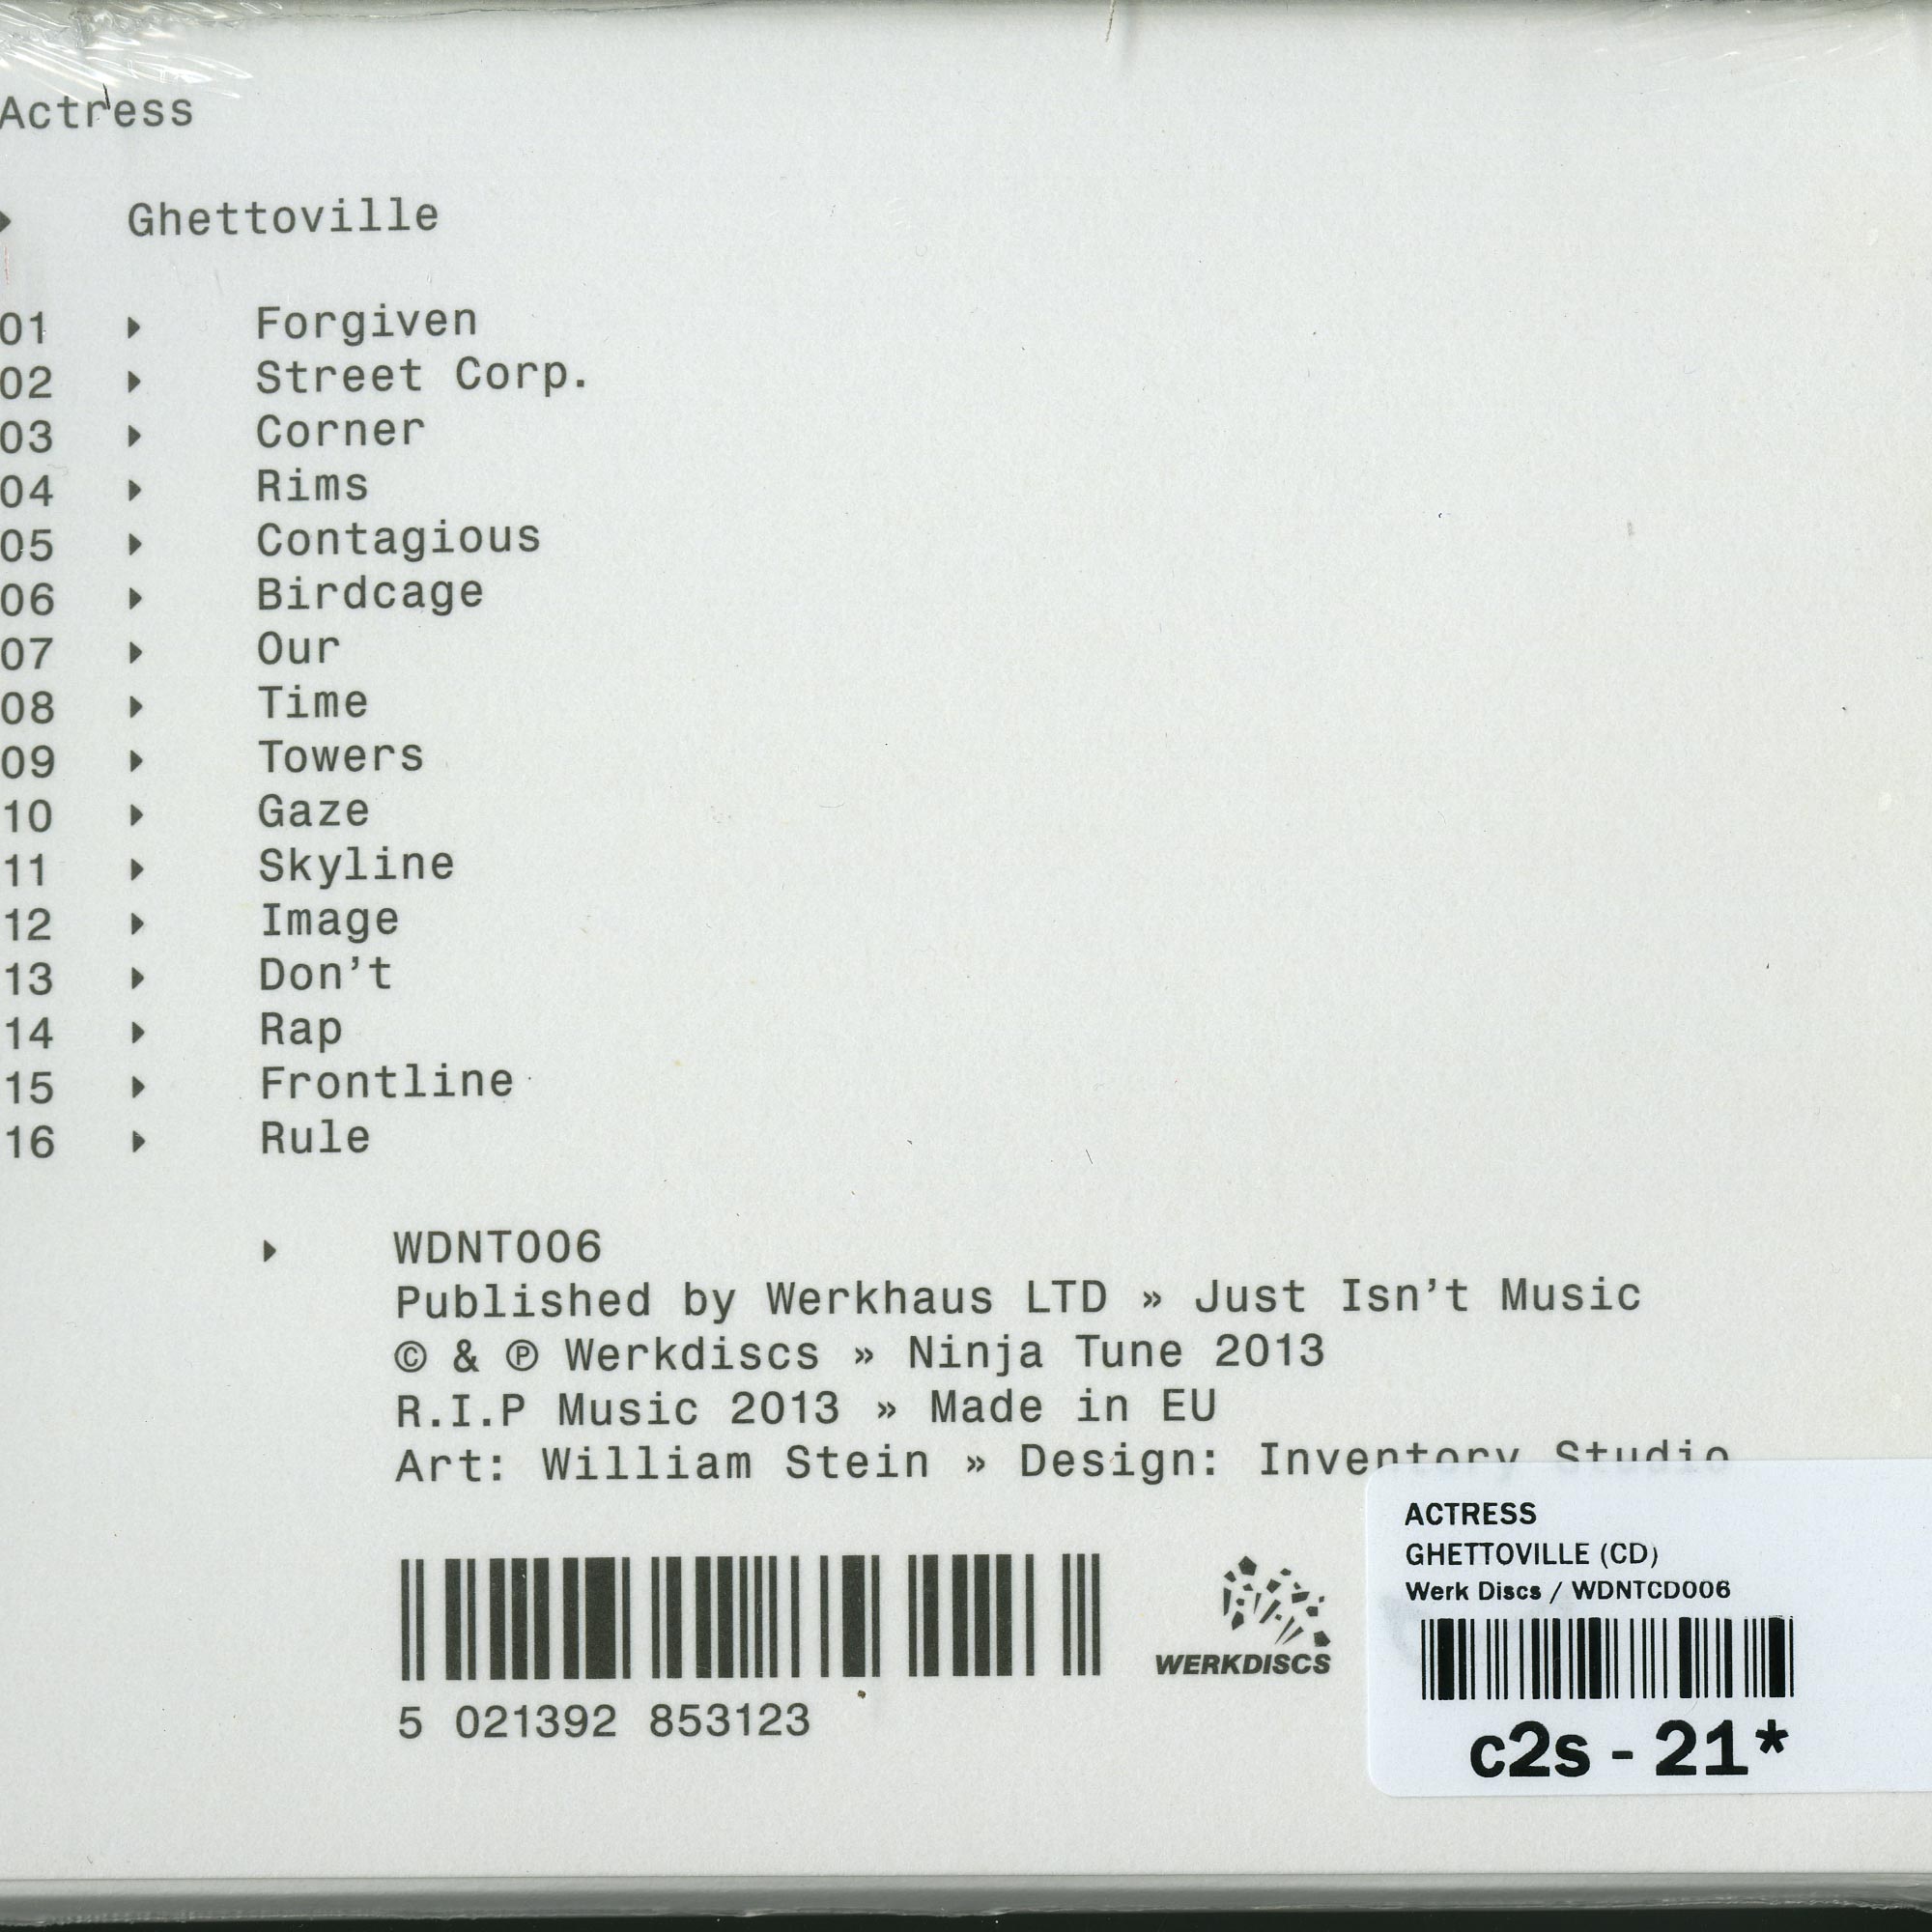 Actress
Ghettoville
01 Forgiven
02 Street Corp.
03 Corner
04 Rims
05 Contagious
06 Birdcage
07 Our
08 Time
09 Towers
10 Gaze
11 Skyline
12 Image
13 Don't
14 Rap
15 Frontline
16 Rule
WDNT006
Published by Werkhaus LTD » Just Isn't Music
© & ℗ Werkdiscs » Ninja Tune 2013
R.I.P Music 2013 » Made in EU
Art: William Stein » Design: Inventory Studio
5 021392 853123
WERKDISCS
ACTRESS
GHETTOVILLE (CD)
Werk Discs / WDNTCD006
c2s - 21*